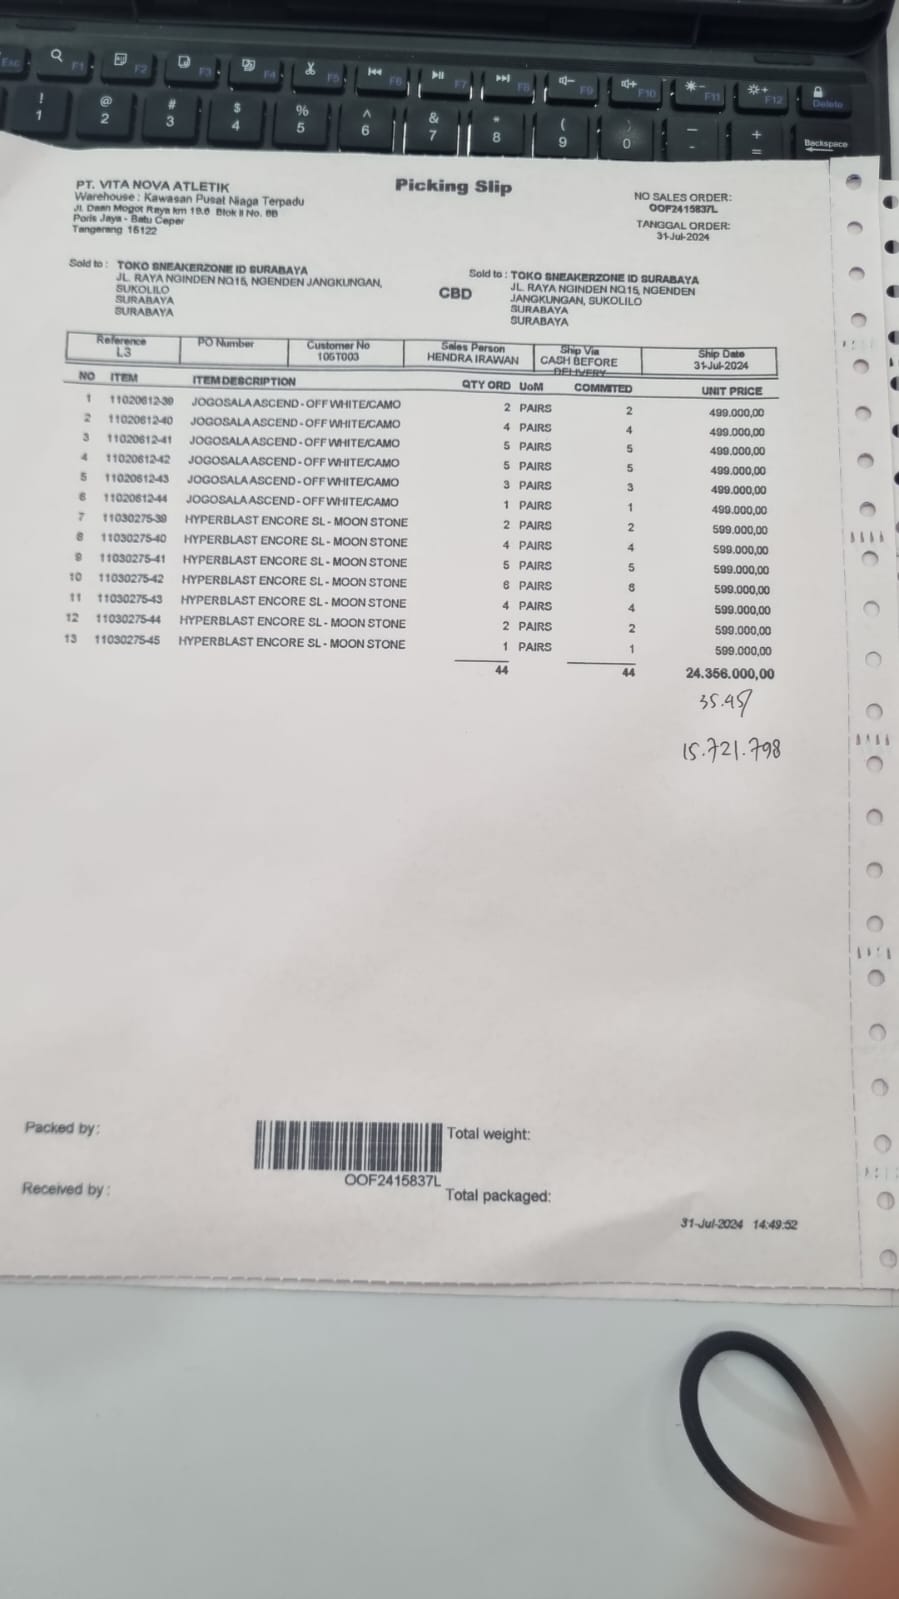 Esc F1 F2 F3 F4 F5 F6 F7 F8 F9 F10 F11 F12 Delete
! 1 @ 2 # 3 $ 4 % 5 ^ 6 & 7 * 8 ( 9 ) 0 — - + = Backspace
PT. VITA NOVA ATLETIK
Warehouse : Kawasan Pusat Niaga Terpadu
Jl. Daan Mogot Raya km 19.6 Blok II No. 8B
Poris Jaya - Batu Ceper
Tangerang 15122
Picking Slip
NO SALES ORDER:
OOF2415837L
TANGGAL ORDER:
31-Jul-2024
Sold to : TOKO SNEAKERZONE ID SURABAYA
JL. RAYA NGINDEN NO15, NGENDEN JANGKUNGAN,
SUKOLILO
SURABAYA
SURABAYA
CBD
Sold to : TOKO SNEAKERZONE ID SURABAYA
JL. RAYA NGINDEN NO15, NGENDEN
JANGKUNGAN, SUKOLILO
SURABAYA
SURABAYA
Reference PO Number Customer No Sales Person Ship Via Ship Date
L3 106T003 HENDRA IRAWAN CASH BEFORE 31-Jul-2024
DELIVERY
NO ITEM ITEM DESCRIPTION QTY ORD UoM COMMITED UNIT PRICE
1 11020612-39 JOGOSALA ASCEND - OFF WHITE/CAMO 2 PAIRS 2 499.000,00
2 11020612-40 JOGOSALA ASCEND - OFF WHITE/CAMO 4 PAIRS 4 499.000,00
3 11020612-41 JOGOSALA ASCEND - OFF WHITE/CAMO 5 PAIRS 5 499.000,00
4 11020612-42 JOGOSALA ASCEND - OFF WHITE/CAMO 5 PAIRS 5 499.000,00
5 11020612-43 JOGOSALA ASCEND - OFF WHITE/CAMO 3 PAIRS 3 499.000,00
6 11020612-44 JOGOSALA ASCEND - OFF WHITE/CAMO 1 PAIRS 1 499.000,00
7 11030275-39 HYPERBLAST ENCORE SL - MOON STONE 2 PAIRS 2 599.000,00
8 11030275-40 HYPERBLAST ENCORE SL - MOON STONE 4 PAIRS 4 599.000,00
9 11030275-41 HYPERBLAST ENCORE SL - MOON STONE 5 PAIRS 5 599.000,00
10 11030275-42 HYPERBLAST ENCORE SL - MOON STONE 6 PAIRS 6 599.000,00
11 11030275-43 HYPERBLAST ENCORE SL - MOON STONE 4 PAIRS 4 599.000,00
12 11030275-44 HYPERBLAST ENCORE SL - MOON STONE 2 PAIRS 2 599.000,00
13 11030275-45 HYPERBLAST ENCORE SL - MOON STONE 1 PAIRS 1 599.000,00
44 44 24.356.000,00
35.45/
15.721.798
Packed by:
Total weight:
OOF2415837L
Received by :
Total packaged:
31-Jul-2024 14:49:52